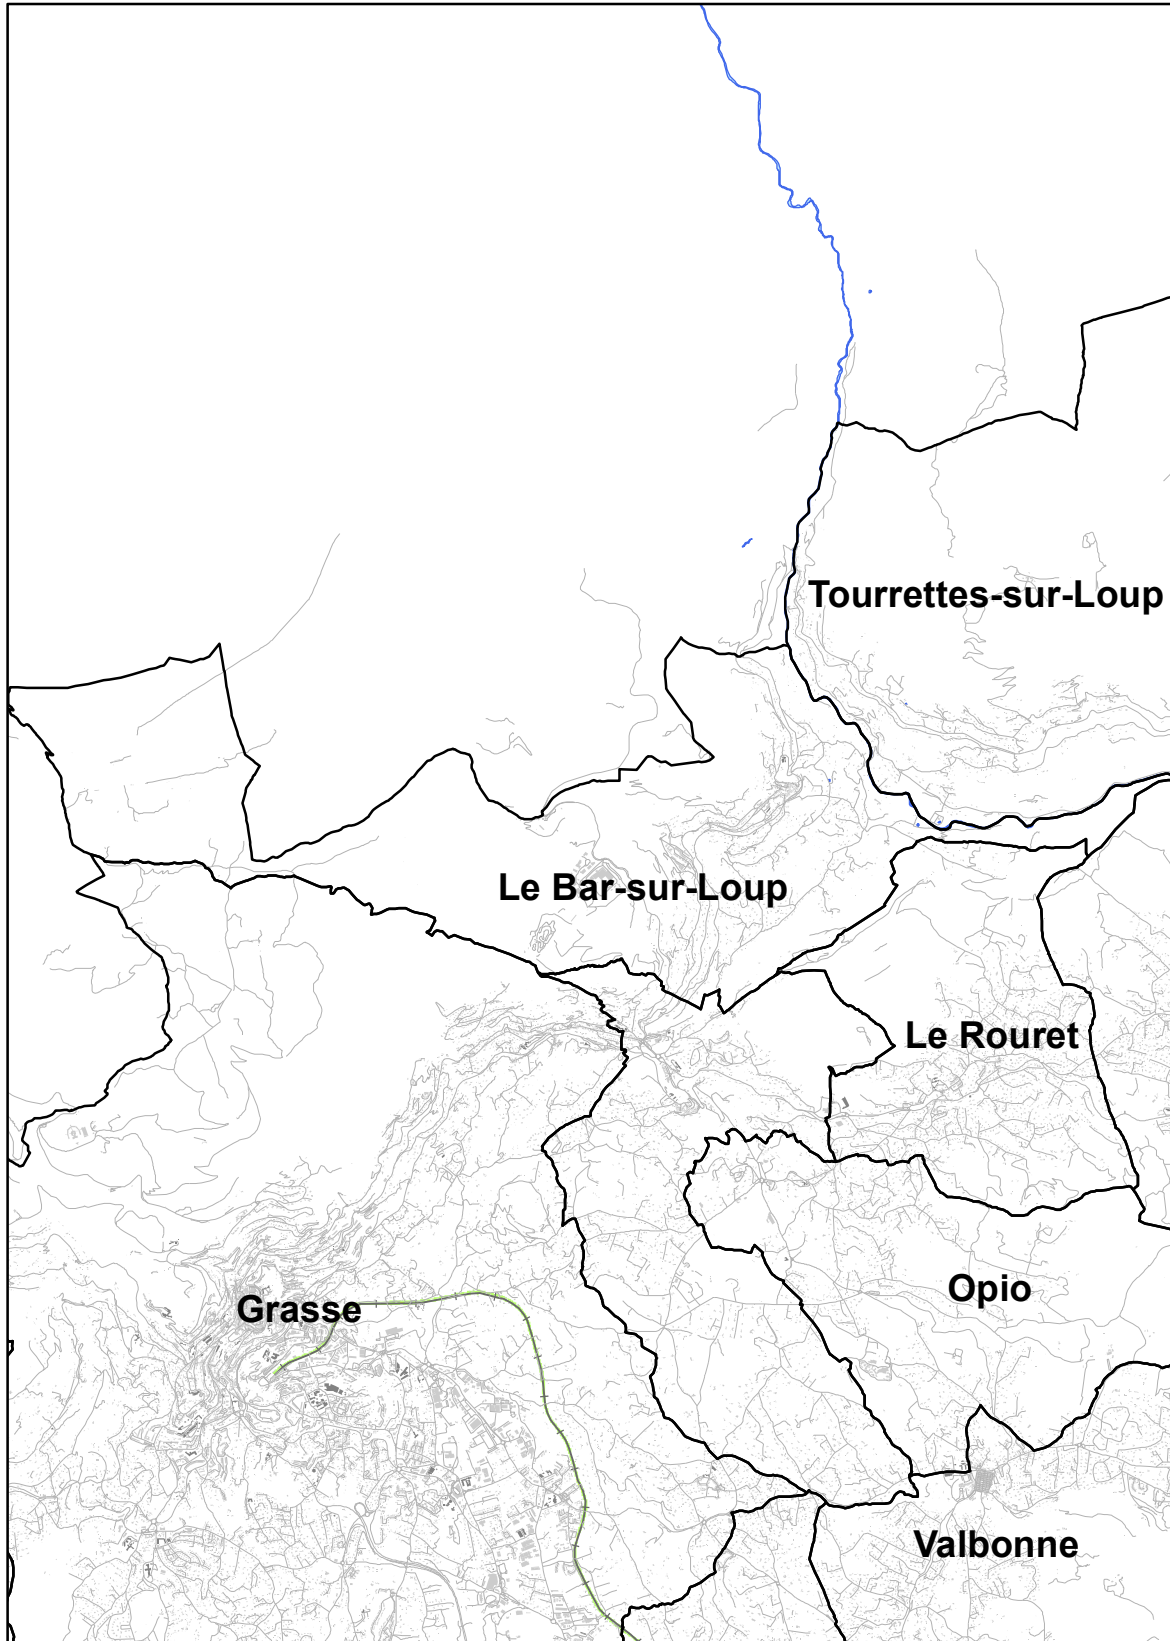 Tourrettes-sur-Loup
Le Bar-sur-Loup
Le Rouret
Opio
Grasse
Valbonne